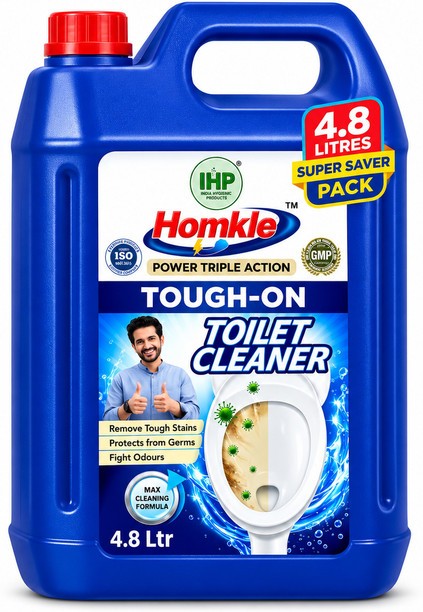 4.8
LITRES
SUPER SAVER
PACK
IHP
®
INDIA HYGIENIC
PRODUCTS
Homkle
TM
ISO
GMP
POWER TRIPLE ACTION
TOUGH-ON
TOILET
CLEANER
Remove Tough Stains
Protects from Germs
Fight Odours
MAX
CLEANING
FORMULA
4.8 Ltr